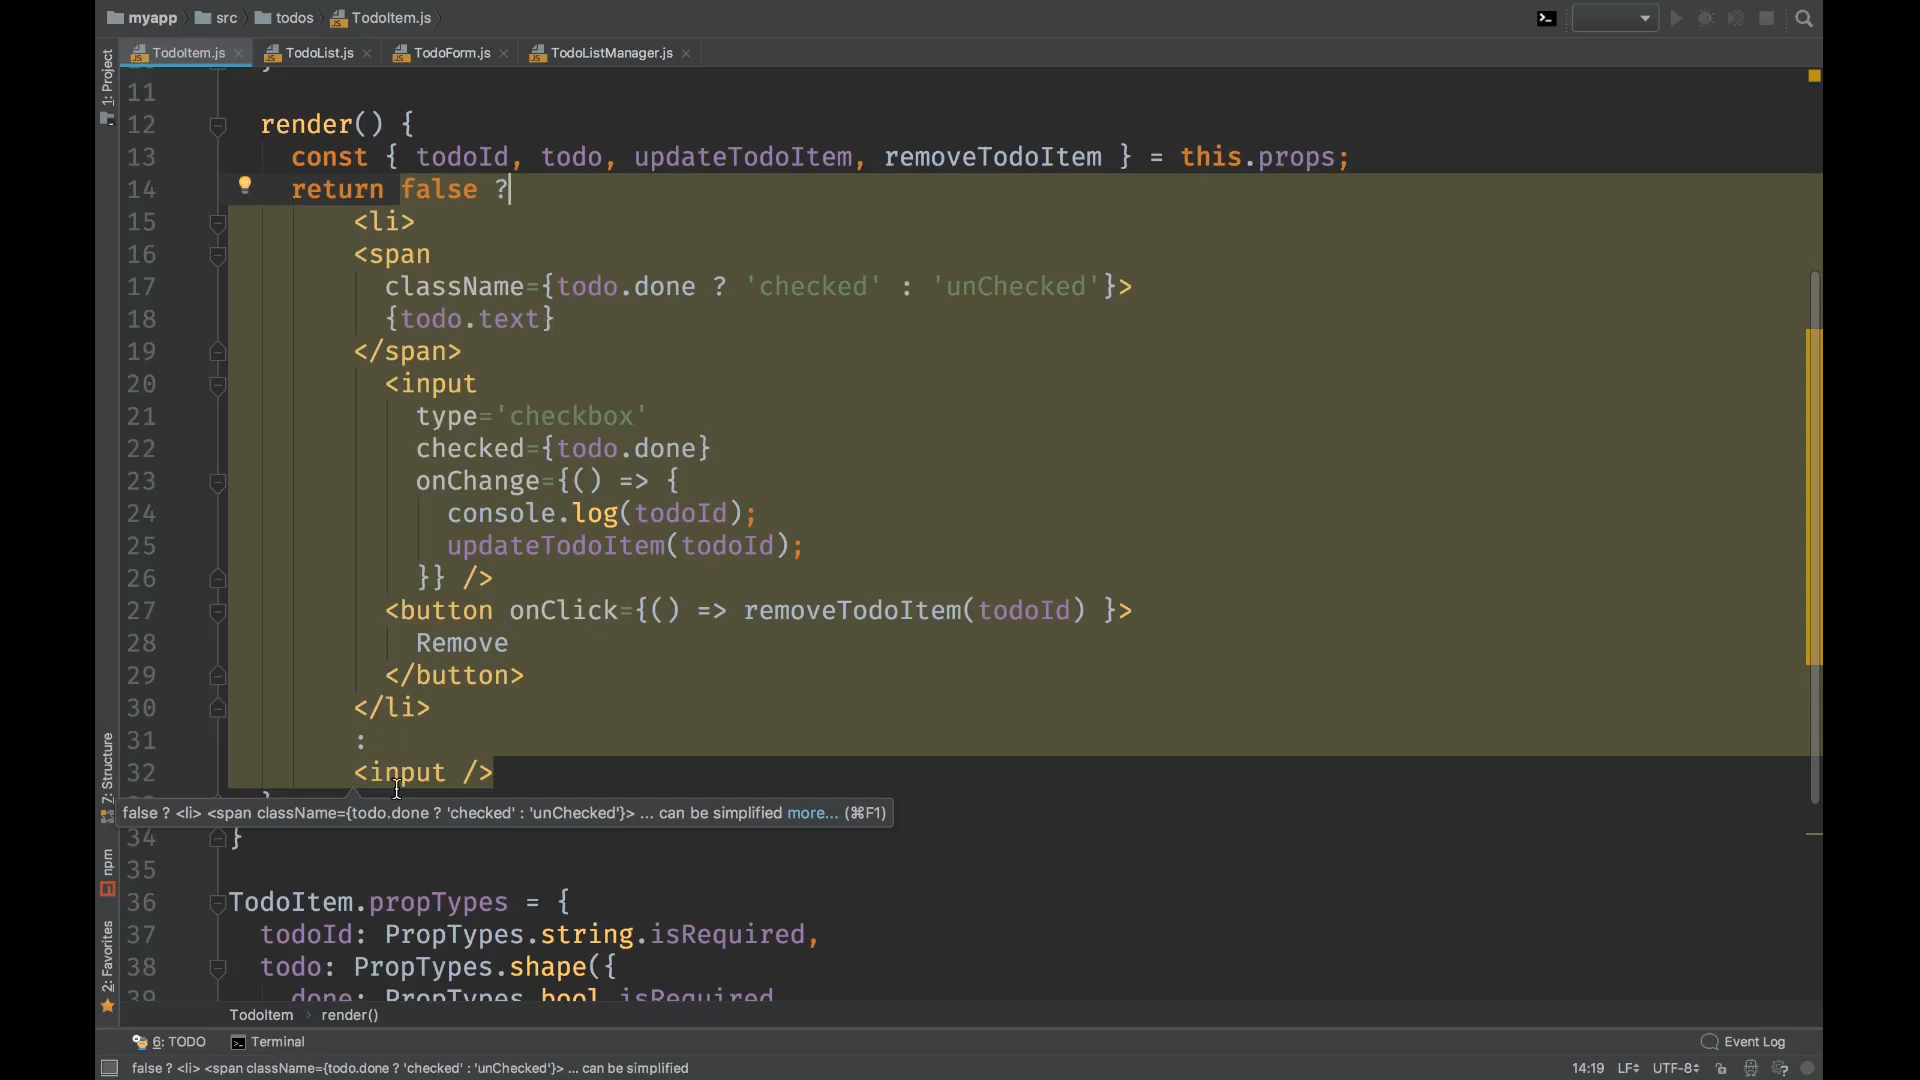 myapp src todos TodoItem.js
TodoItem.js TodoList.js TodoForm.js TodoListManager.js
1: Project
7: Structure
npm
2: Favorites
11
12 render() {
13 const { todoId, todo, updateTodoItem, removeTodoItem } = this.props;
14 return false ?
15 <li>
16 <span
17 className={todo.done ? 'checked' : 'unChecked'}>
18 {todo.text}
19 </span>
20 <input
21 type='checkbox'
22 checked={todo.done}
23 onChange={() => {
24 console.log(todoId);
25 updateTodoItem(todoId);
26 }} />
27 <button onClick={() => removeTodoItem(todoId) }>
28 Remove
29 </button>
30 </li>
31 :
32 <input />
false ? <li> <span className={todo.done ? 'checked' : 'unChecked'}> ... can be simplified more... (⌘F1)
34 }
35
36 TodoItem.propTypes = {
37 todoId: PropTypes.string.isRequired,
38 todo: PropTypes.shape({
39 done: PropTypes.bool.isRequired
TodoItem render()
6: TODO Terminal Event Log
false ? <li> <span className={todo.done ? 'checked' : 'unChecked'}> ... can be simplified 14:19 LF UTF-8